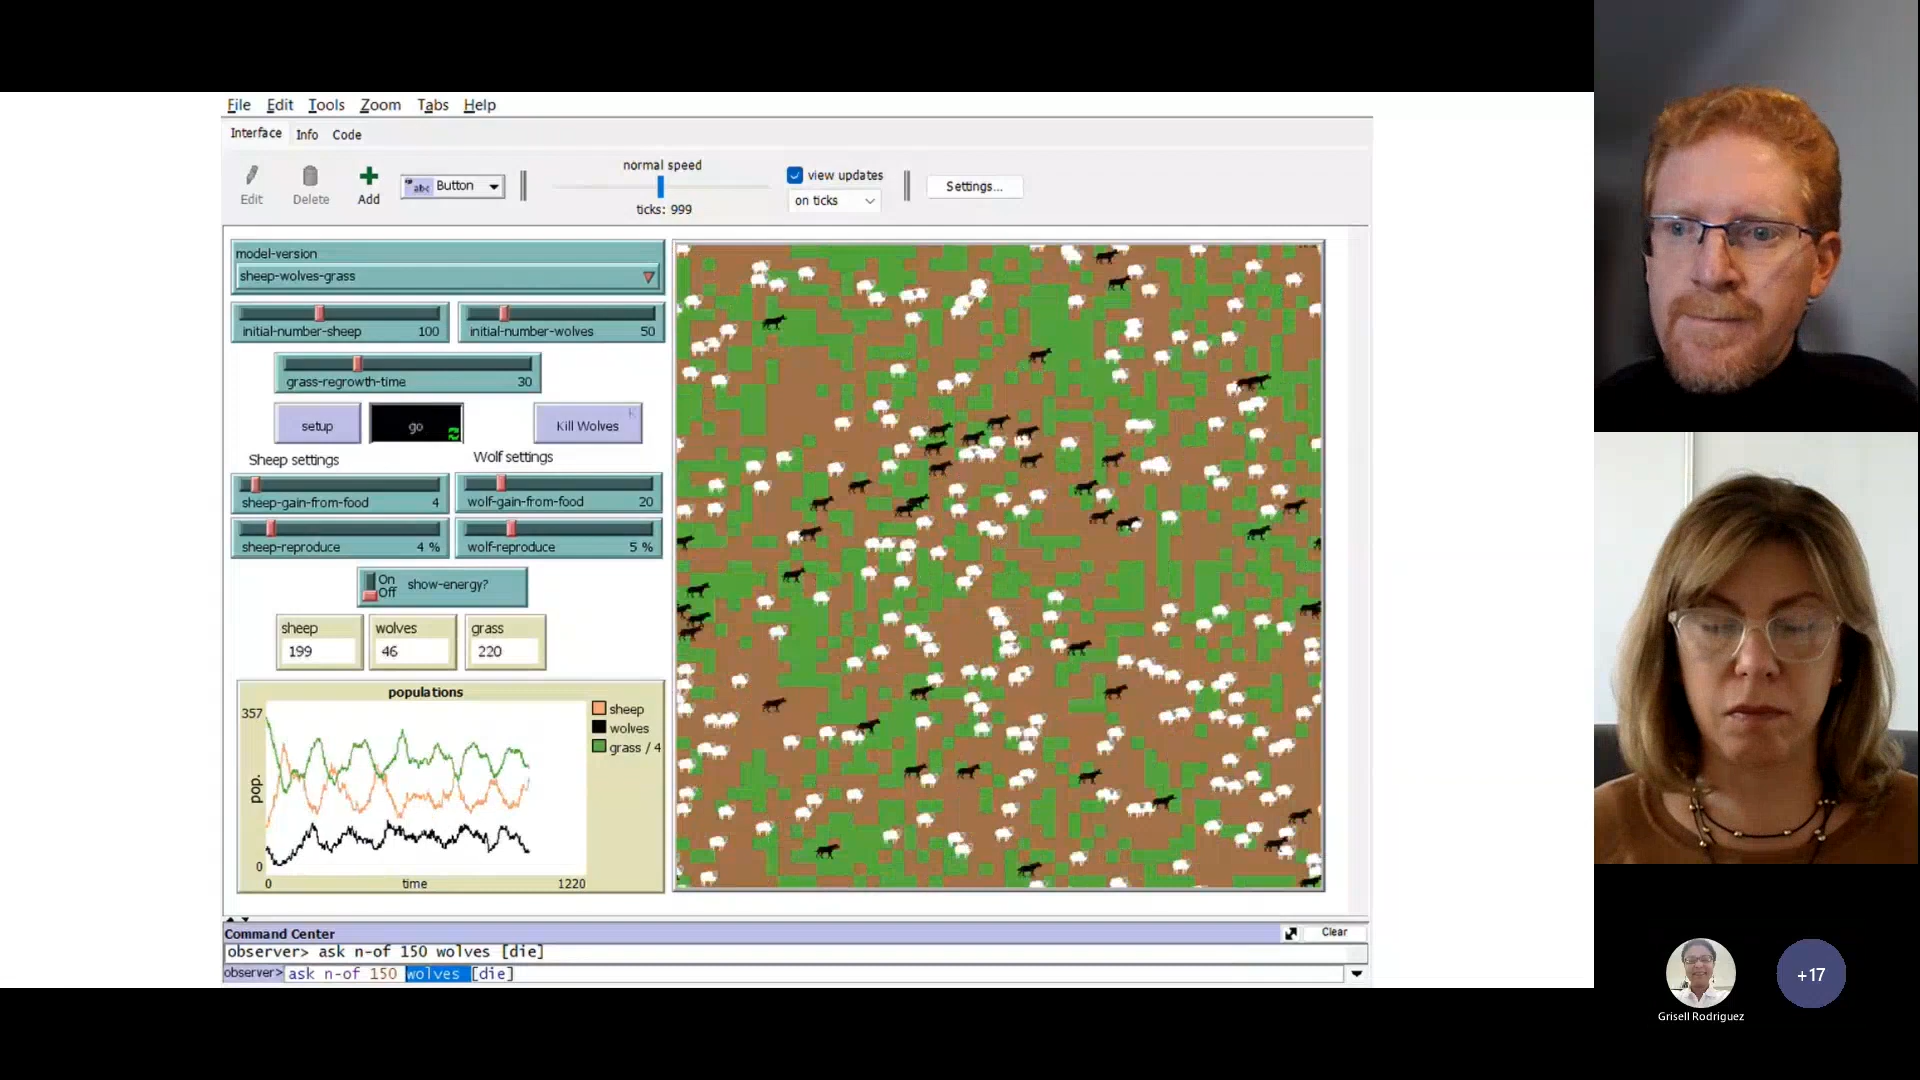 File Edit Tools Zoom Tabs Help
Interface Info Code
Edit Delete Add
abc Button
normal speed
ticks: 999
view updates
on ticks
Settings...
model-version
sheep-wolves-grass
initial-number-sheep 100
initial-number-wolves 50
grass-regrowth-time 30
setup
go
K
Kill Wolves
Sheep settings
Wolf settings
sheep-gain-from-food 4
wolf-gain-from-food 20
sheep-reproduce 4 %
wolf-reproduce 5 %
On
Off
show-energy?
sheep
199
wolves
46
grass
220
populations
357
pop.
0
0 time 1220
sheep
wolves
grass / 4
Command Center
Clear
observer> ask n-of 150 wolves [die]
observer> ask n-of 150 wolves [die]
+17
Grisell Rodriguez